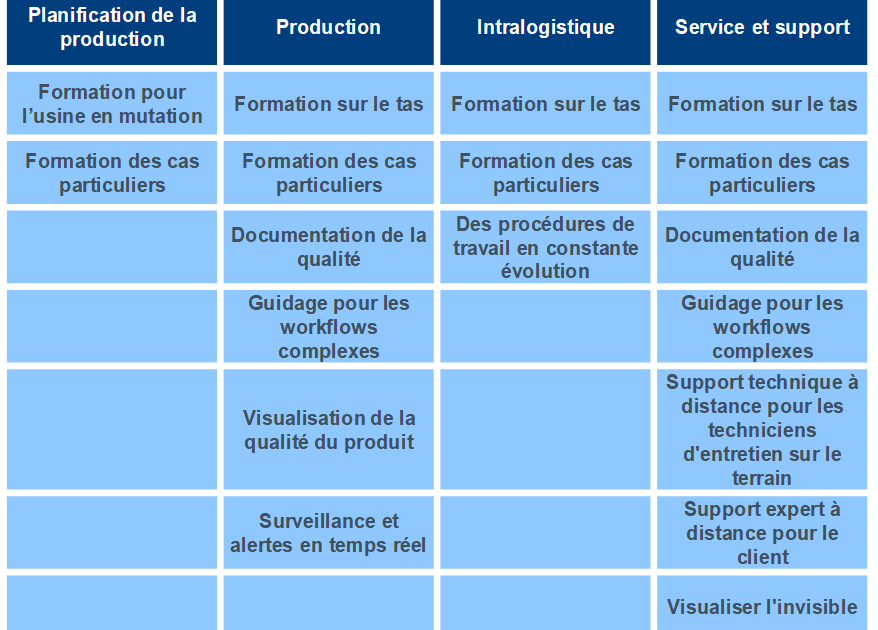 Planification de la
production
Production
Intralogistique
Service et support
Formation pour
l’usine en mutation
Formation sur le tas
Formation sur le tas
Formation sur le tas
Formation des cas
particuliers
Formation des cas
particuliers
Formation des cas
particuliers
Formation des cas
particuliers
Documentation de la
qualité
Des procédures de
travail en constante
évolution
Documentation de la
qualité
Guidage pour les
workflows
complexes
Guidage pour les
workflows
complexes
Visualisation de la
qualité du produit
Support technique à
distance pour les
techniciens
d'entretien sur le
terrain
Surveillance et
alertes en temps réel
Support expert à
distance pour le
client
Visualiser l'invisible